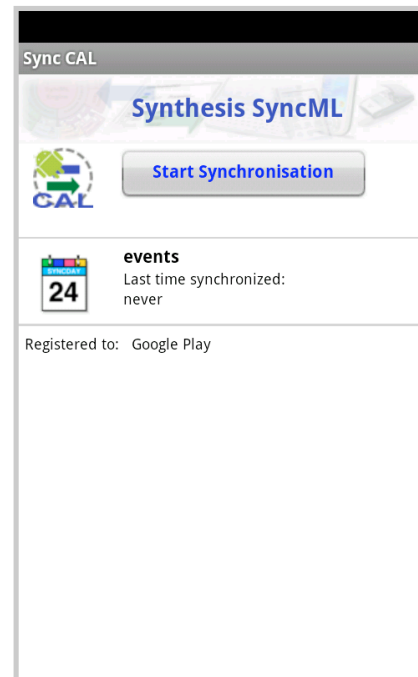 Sync CAL
Synthesis SyncML
CAL
Start Synchronisation
events
Last time synchronized:
never
SYNCDAY
24
Registered to: Google Play